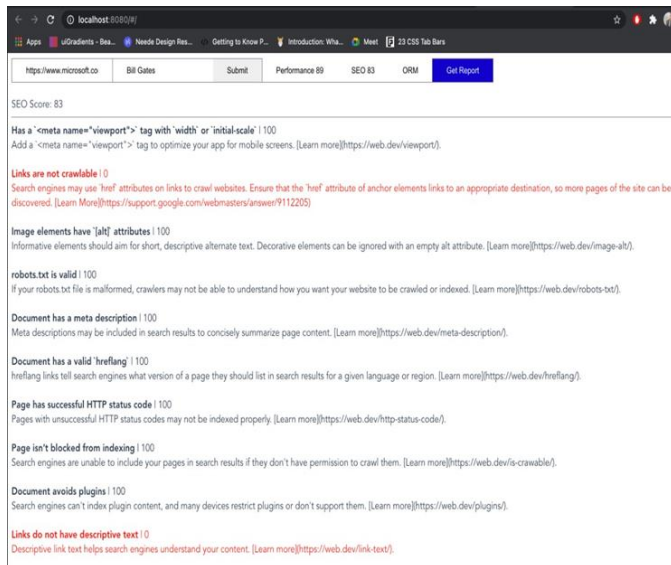 localhost:8080/#/
Apps uiGradients - Bea... Neede Design Res... Getting to Know P... Introduction: Wha... Meet 23 CSS Tab Bars
https://www.microsoft.co Bill Gates Submit Performance 89 SEO 83 ORM Get Report
SEO Score: 83
Has a `<meta name="viewport">` tag with `width` or `initial-scale` | 100
Add a `<meta name="viewport">` tag to optimize your app for mobile screens. [Learn more](https://web.dev/viewport/).
Links are not crawlable | 0
Search engines may use `href` attributes on links to crawl websites. Ensure that the `href` attribute of anchor elements links to an appropriate destination, so more pages of the site can be
discovered. [Learn More](https://support.google.com/webmasters/answer/9112205)
Image elements have `[alt]` attributes | 100
Informative elements should aim for short, descriptive alternate text. Decorative elements can be ignored with an empty alt attribute. [Learn more](https://web.dev/image-alt/).
robots.txt is valid | 100
If your robots.txt file is malformed, crawlers may not be able to understand how you want your website to be crawled or indexed. [Learn more](https://web.dev/robots-txt/).
Document has a meta description | 100
Meta descriptions may be included in search results to concisely summarize page content. [Learn more](https://web.dev/meta-description/).
Document has a valid `hreflang` | 100
hreflang links tell search engines what version of a page they should list in search results for a given language or region. [Learn more](https://web.dev/hreflang/).
Page has successful HTTP status code | 100
Pages with unsuccessful HTTP status codes may not be indexed properly. [Learn more](https://web.dev/http-status-code/).
Page isn't blocked from indexing | 100
Search engines are unable to include your pages in search results if they don't have permission to crawl them. [Learn more](https://web.dev/is-crawable/).
Document avoids plugins | 100
Search engines can't index plugin content, and many devices restrict plugins or don't support them. [Learn more](https://web.dev/plugins/).
Links do not have descriptive text | 0
Descriptive link text helps search engines understand your content. [Learn more](https://web.dev/link-text/).